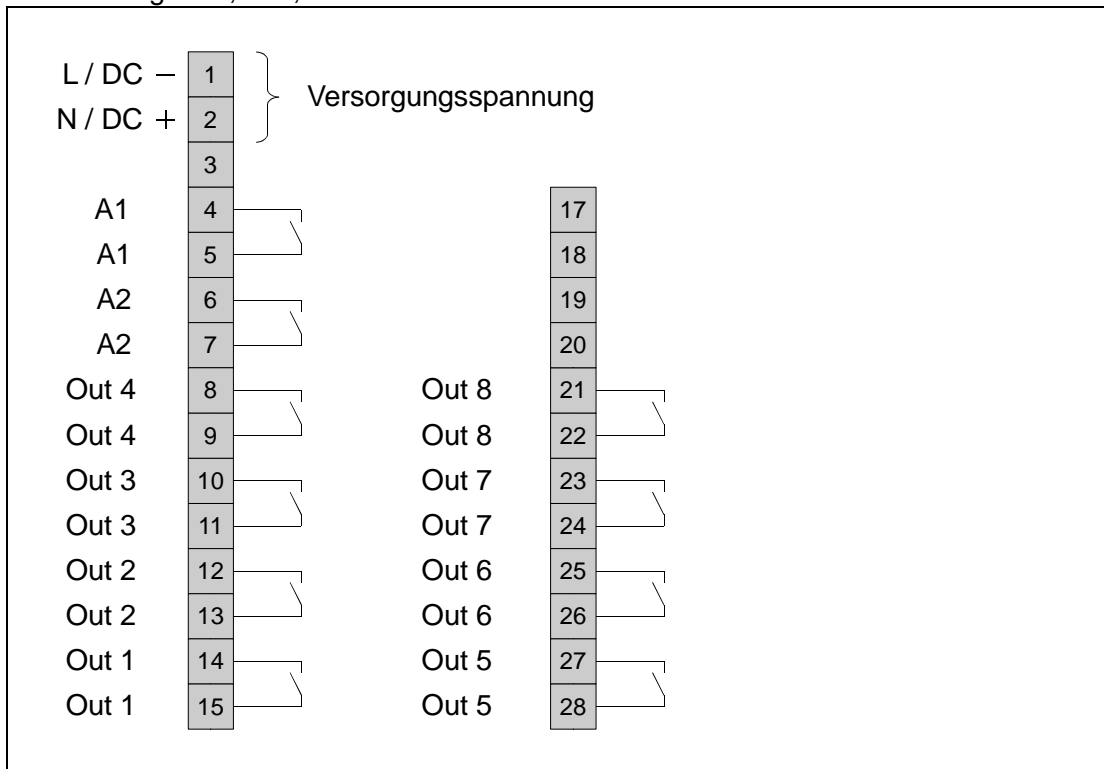 L / DC – 1
N / DC + 2
Versorgungsspannung
3
A1 4
A1 5
A2 6
A2 7
Out 4 8
Out 4 9
Out 3 10
Out 3 11
Out 2 12
Out 2 13
Out 1 14
Out 1 15
17
18
19
20
Out 8 21
Out 8 22
Out 7 23
Out 7 24
Out 6 25
Out 6 26
Out 5 27
Out 5 28